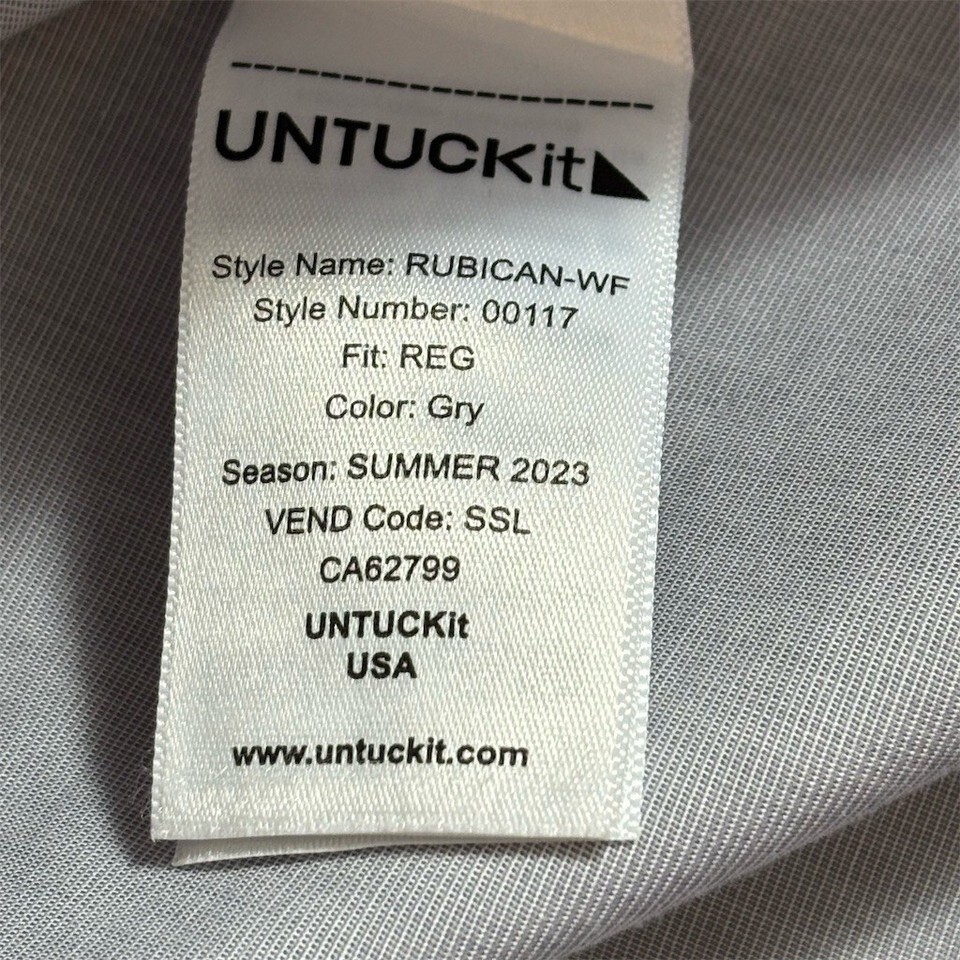 UNTUCKit
Style Name: RUBICAN-WF
Style Number: 00117
Fit: REG
Color: Gry
Season: SUMMER 2023
VEND Code: SSL
CA62799
UNTUCKit
USA
www.untuckit.com